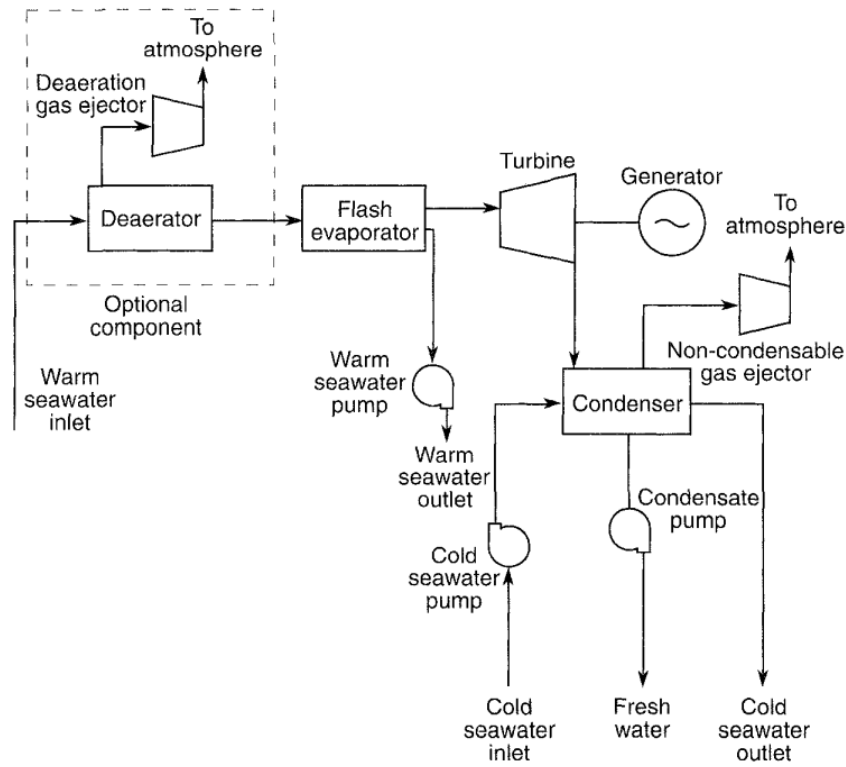 To
atmosphere
Deaeration
gas ejector
Deaerator
Optional
component
Warm
seawater
inlet
Flash
evaporator
Warm
seawater
pump
Warm
seawater
outlet
Turbine
Generator
To
atmosphere
Non-condensable
gas ejector
Condenser
Cold
seawater
pump
Condensate
pump
Cold
seawater
inlet
Fresh
water
Cold
seawater
outlet